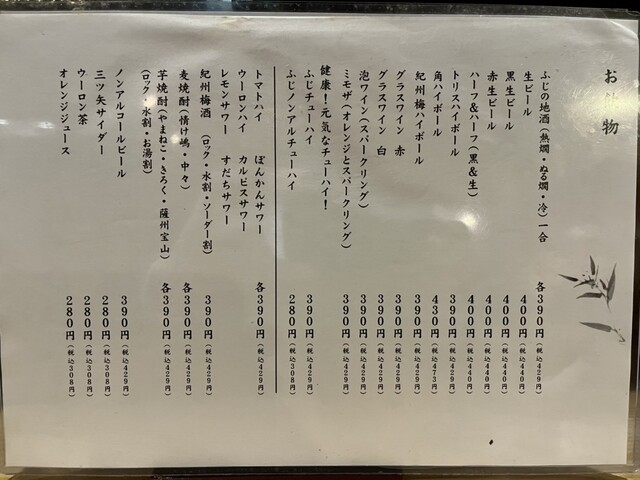 お 物
ふじの地酒(熱燗・ぬる燗・冷)一合 各390円(税込429円)
生ビール 400円(税込440円)
黒生ビール 400円(税込440円)
赤生ビール 400円(税込440円)
ハーフ&ハーフ(黒&生) 400円(税込440円)
トリスハイボール 390円(税込429円)
角ハイボール 430円(税込473円)
紀州梅ハイボール 390円(税込429円)
グラスワイン 赤 390円(税込429円)
グラスワイン 白 390円(税込429円)
泡ワイン(スパークリング) 390円(税込429円)
ミモザ(オレンジとスパークリング) 390円(税込429円)
健康!元気なチューハイ!
ふじチューハイ 390円(税込429円)
ふじノンアルチューハイ 280円(税込308円)
トマトハイ ぽんかんサワー 各390円(税込429円)
ウーロンハイ カルピスサワー
レモンサワー すだちサワー
紀州梅酒 (ロック・水割・ソーダー割) 390円(税込429円)
麦焼酎(情け嶋・中々) 各390円(税込429円)
芋焼酎(やまねこ・きろく・薩州宝山) 各390円(税込429円)
(ロック・水割・お湯割)
ノンアルコールビール 390円(税込429円)
三ツ矢サイダー 280円(税込308円)
ウーロン茶 280円(税込308円)
オレンジジュース 280円(税込308円)